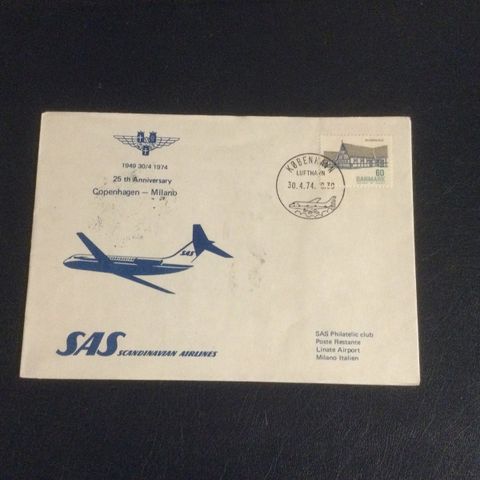 1949 30/4 1974
25 th Anniversary
Copenhagen — Milano
KØBENHAVN
LUFTHAVN
30.4.74.
60
DANMARK
SAS
SAS SCANDINAVIAN AIRLINES
SAS Philatelic club
Poste Restante
Linate Airport
Milano Italien